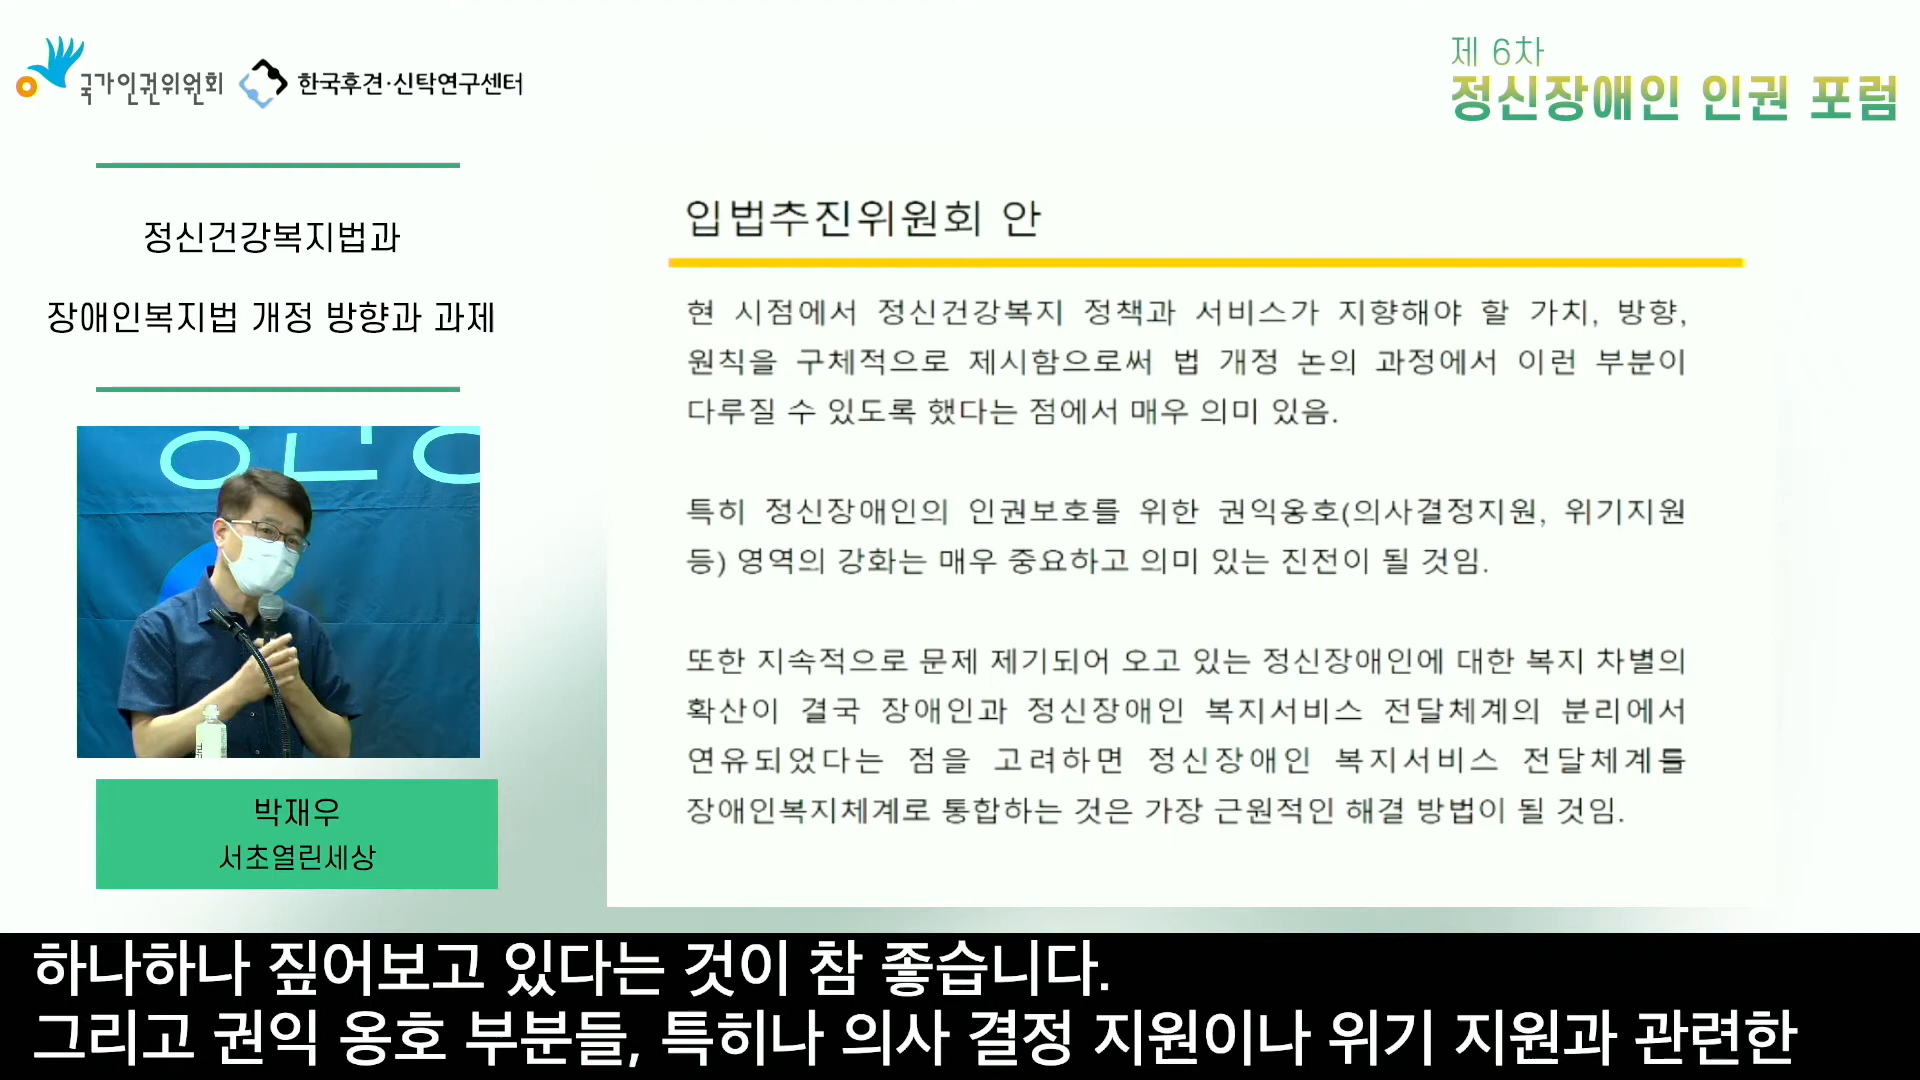 국가인권위원회
한국후견·신탁연구센터
제 6차
정신장애인 인권 포럼
정신건강복지법과
장애인복지법 개정 방향과 과제
박재우
서초열린세상
입법추진위원회 안
현 시점에서 정신건강복지 정책과 서비스가 지향해야 할 가치, 방향,
원칙을 구체적으로 제시함으로써 법 개정 논의 과정에서 이런 부분이
다루질 수 있도록 했다는 점에서 매우 의미 있음.
특히 정신장애인의 인권보호를 위한 권익옹호(의사결정지원, 위기지원
등) 영역의 강화는 매우 중요하고 의미 있는 진전이 될 것임.
또한 지속적으로 문제 제기되어 오고 있는 정신장애인에 대한 복지 차별의
확산이 결국 장애인과 정신장애인 복지서비스 전달체계의 분리에서
연유되었다는 점을 고려하면 정신장애인 복지서비스 전달체계를
장애인복지체계로 통합하는 것은 가장 근원적인 해결 방법이 될 것임.
하나하나 짚어보고 있다는 것이 참 좋습니다.
그리고 권익 옹호 부분들, 특히나 의사 결정 지원이나 위기 지원과 관련한